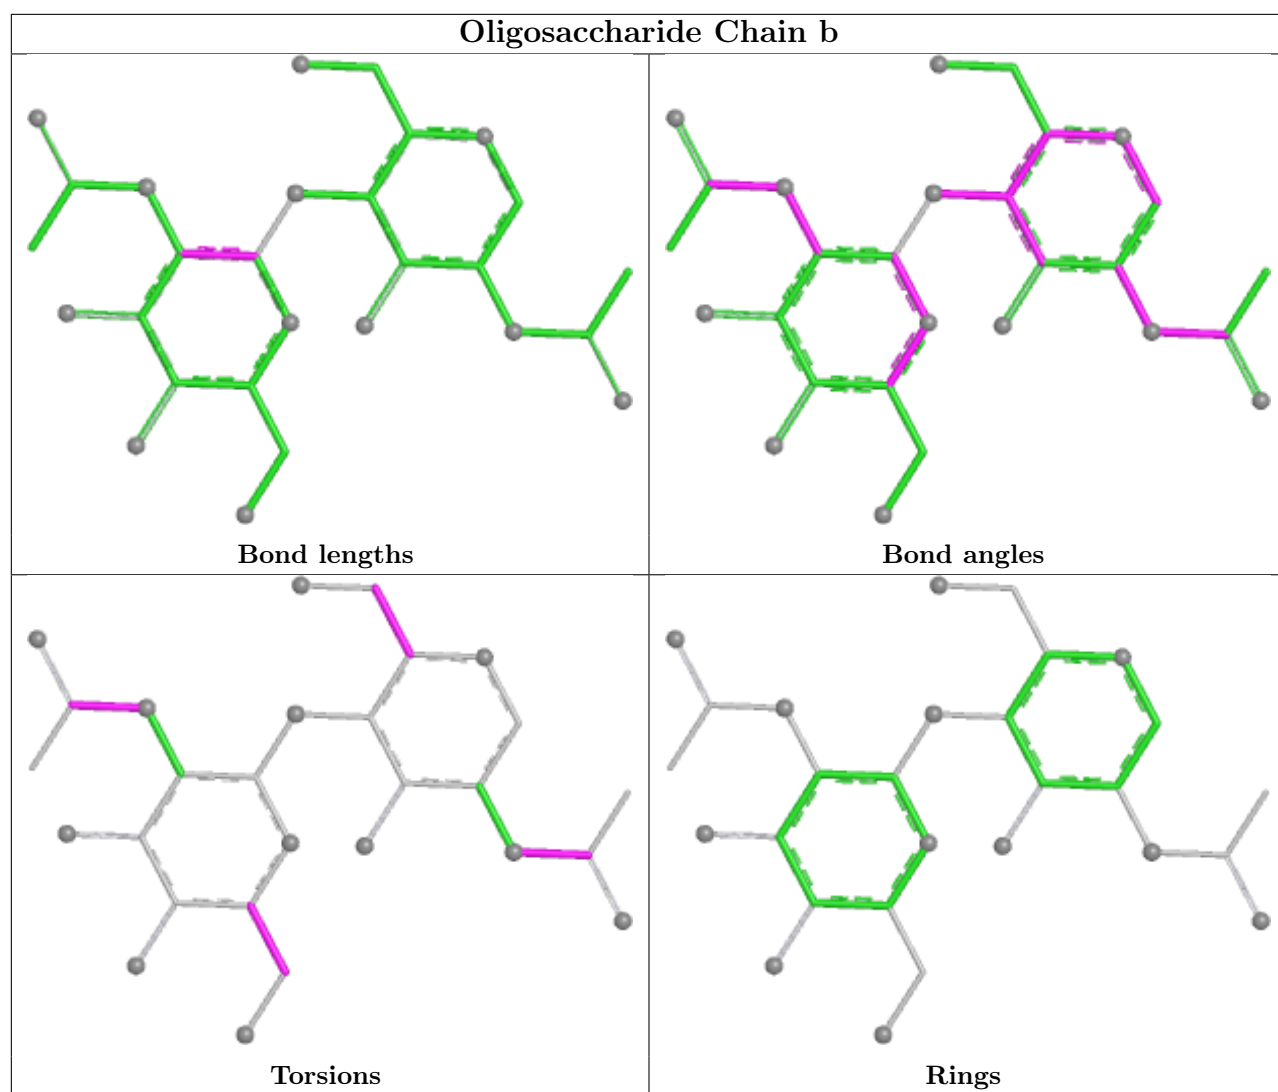 Oligosaccharide Chain b
Bond lengths
Bond angles
Torsions
Rings